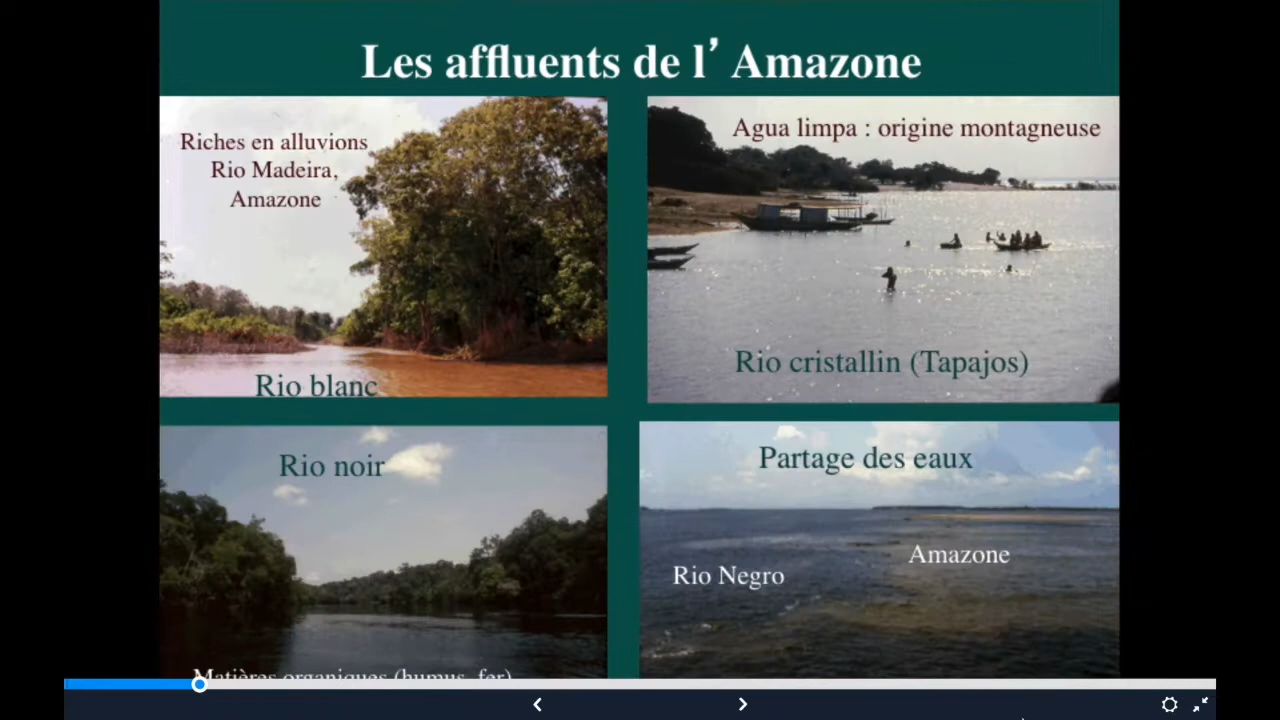 Les affluents de l’ Amazone
Riches en alluvions
Rio Madeira,
Amazone
Rio blanc
Agua limpa : origine montagneuse
Rio cristallin (Tapajos)
Rio noir
Matières organiques (humus, fer)
Partage des eaux
Amazone
Rio Negro